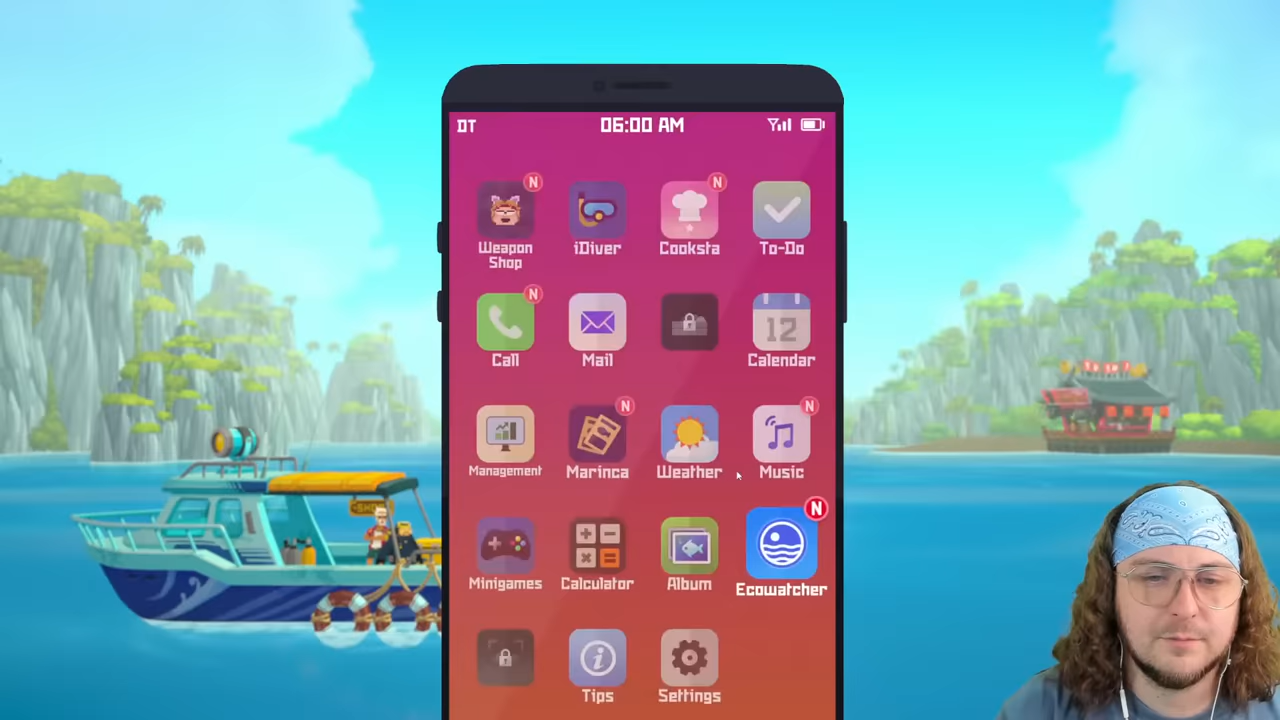 DT
06:00 AM
N
N
Weapon
Shop
iDiver
Cooksta
To-Do
N
12
Call
Mail
Calendar
N
N
Management
Marinca
Weather
Music
N
Minigames
Calculator
Album
Ecowatcher
Tips
Settings